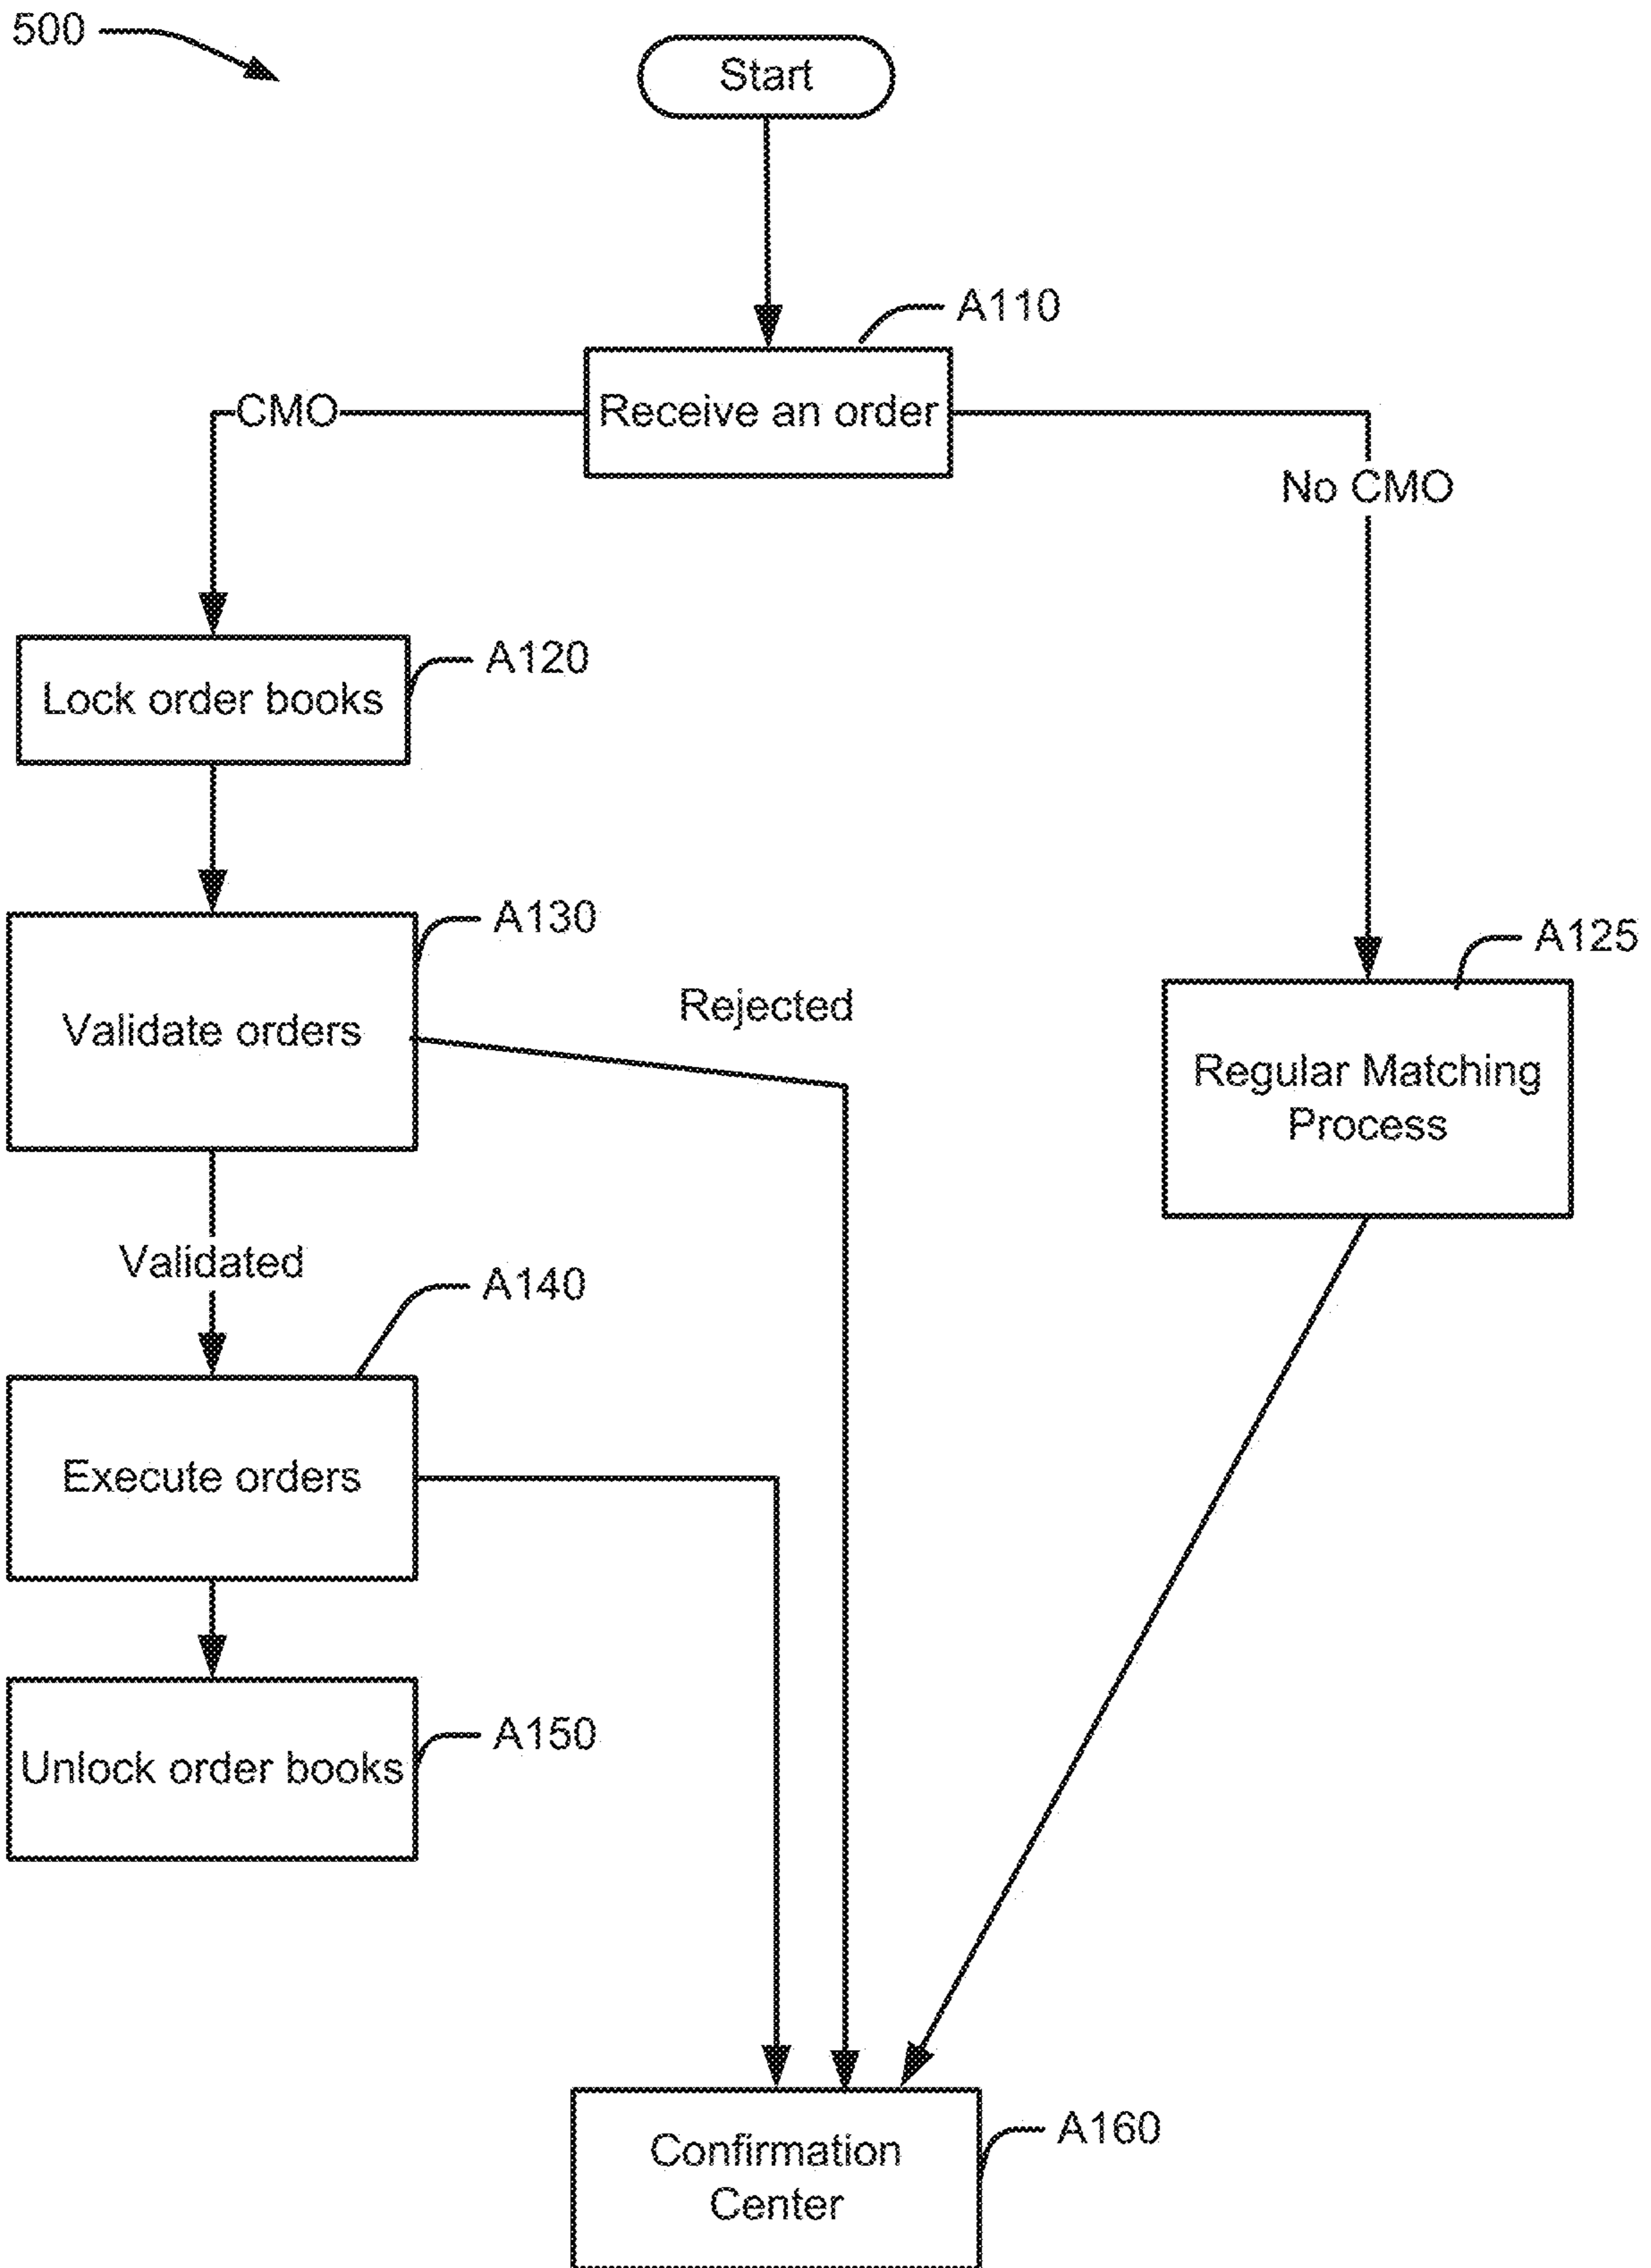 500
Start
A110
Receive an order
CMO
No CMO
A120
Lock order books
A130
A125
Rejected
Validate orders
Regular Matching
Process
Validated
A140
Execute orders
A150
Unlock order books
A160
Confirmation
Center